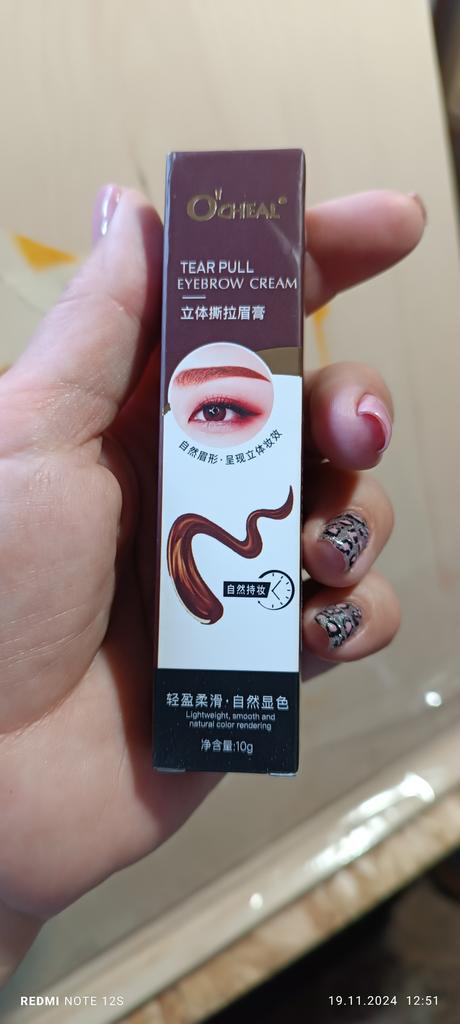 O'CHEAL®
TEAR PULL
EYEBROW CREAM
立体撕拉眉膏
自然眉形·呈现立体妆效
自然持妆
轻盈柔滑·自然显色
Lightweight, smooth and
natural color rendering
净含量:10g
REDMI NOTE 12S
19.11.2024 12:51